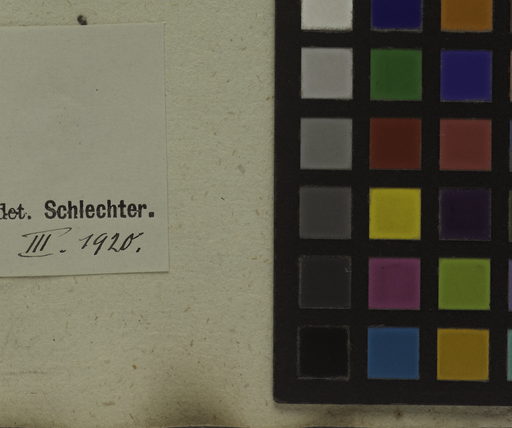 det. Schlechter.
III. 1920.